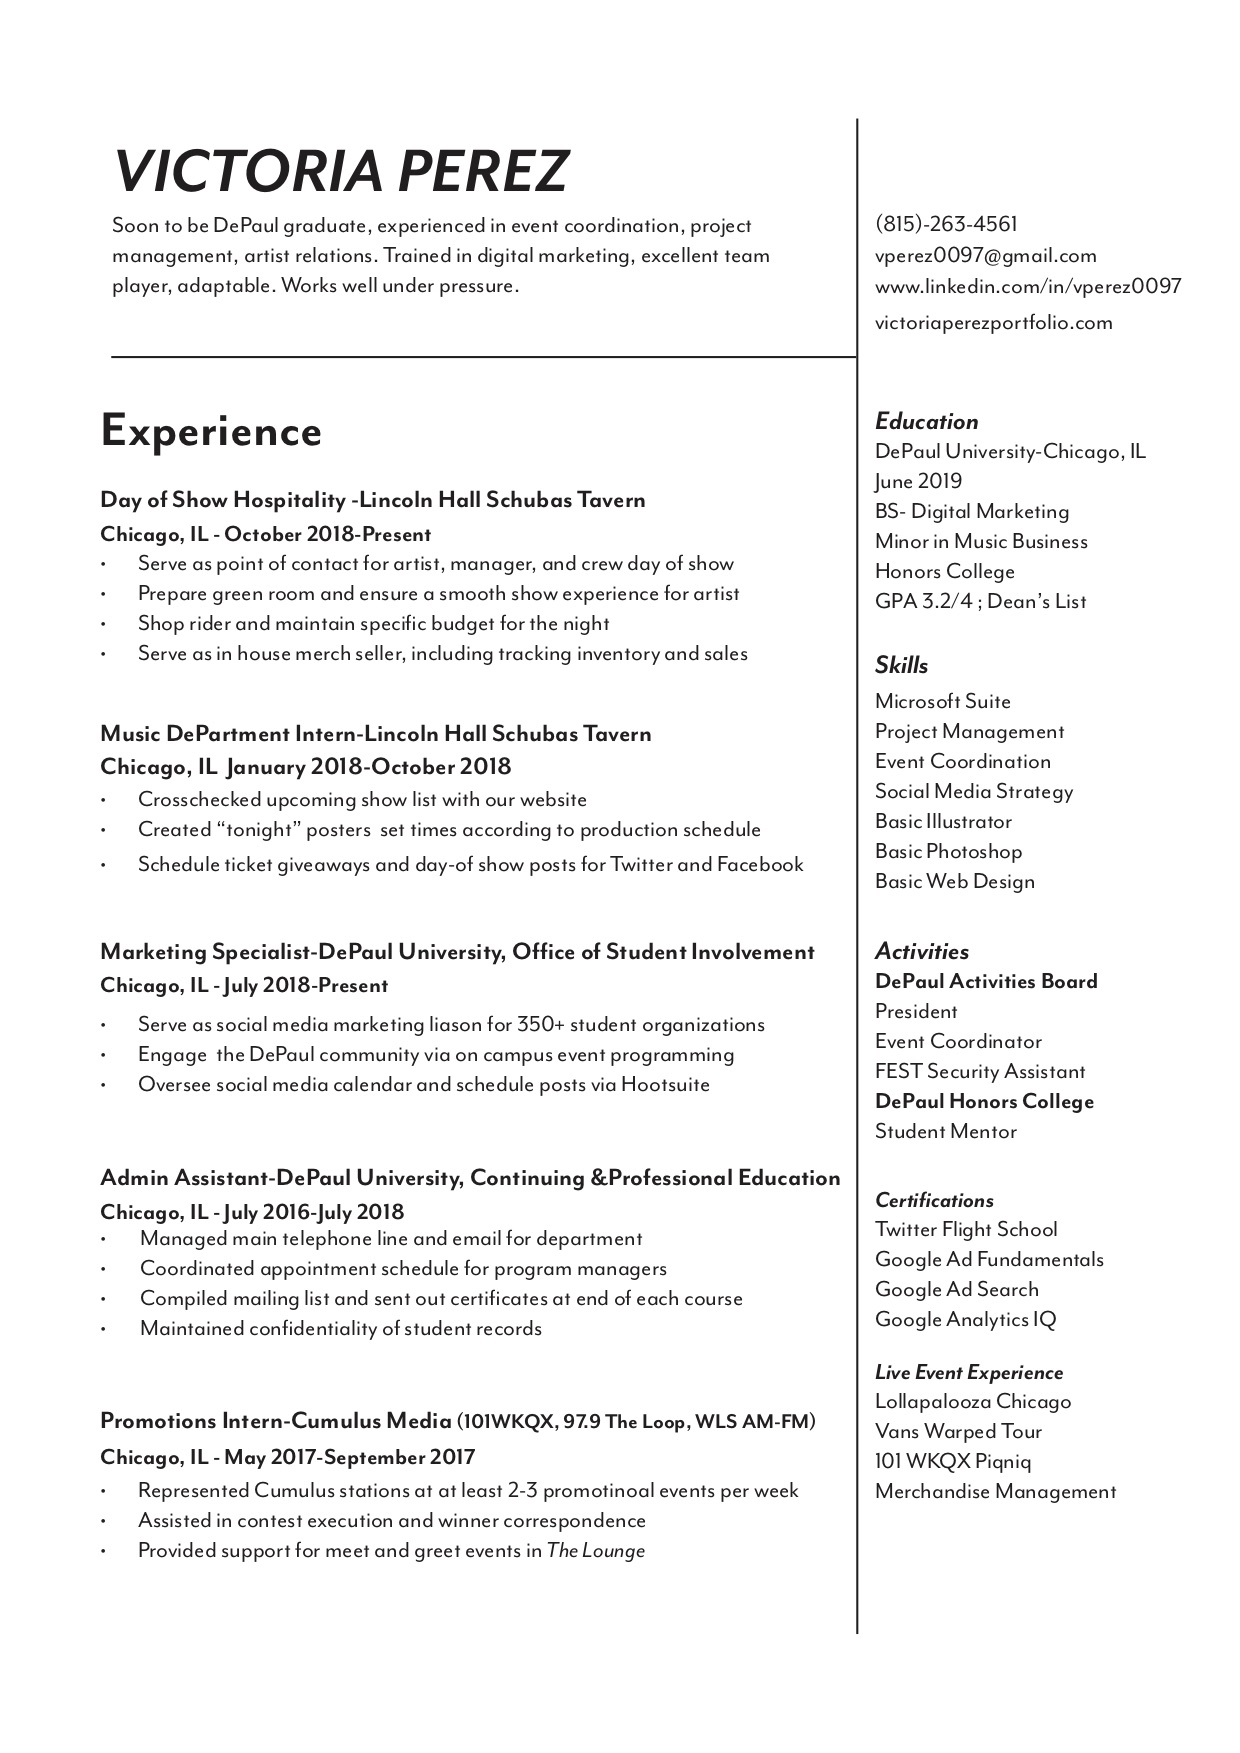 VICTORIA PEREZ
Soon to be DePaul graduate, experienced in event coordination, project
management, artist relations. Trained in digital marketing, excellent team
player, adaptable. Works well under pressure.
(815)-263-4561
vperez0097@gmail.com
www.linkedin.com/in/vperez0097
victoriaperezportfolio.com
Experience
Day of Show Hospitality -Lincoln Hall Schubas Tavern
Chicago, IL - October 2018-Present
• Serve as point of contact for artist, manager, and crew day of show
• Prepare green room and ensure a smooth show experience for artist
• Shop rider and maintain specific budget for the night
• Serve as in house merch seller, including tracking inventory and sales
Music DePartment Intern-Lincoln Hall Schubas Tavern
Chicago, IL January 2018-October 2018
• Crosschecked upcoming show list with our website
• Created “tonight” posters set times according to production schedule
• Schedule ticket giveaways and day-of show posts for Twitter and Facebook
Marketing Specialist-DePaul University, Office of Student Involvement
Chicago, IL - July 2018-Present
• Serve as social media marketing liason for 350+ student organizations
• Engage the DePaul community via on campus event programming
• Oversee social media calendar and schedule posts via Hootsuite
Admin Assistant-DePaul University, Continuing &Professional Education
Chicago, IL - July 2016-July 2018
• Managed main telephone line and email for department
• Coordinated appointment schedule for program managers
• Compiled mailing list and sent out certificates at end of each course
• Maintained confidentiality of student records
Promotions Intern-Cumulus Media (101WKQX, 97.9 The Loop, WLS AM-FM)
Chicago, IL - May 2017-September 2017
• Represented Cumulus stations at at least 2-3 promotinoal events per week
• Assisted in contest execution and winner correspondence
• Provided support for meet and greet events in The Lounge
Education
DePaul University-Chicago, IL
June 2019
BS- Digital Marketing
Minor in Music Business
Honors College
GPA 3.2/4 ; Dean’s List
Skills
Microsoft Suite
Project Management
Event Coordination
Social Media Strategy
Basic Illustrator
Basic Photoshop
Basic Web Design
Activities
DePaul Activities Board
President
Event Coordinator
FEST Security Assistant
DePaul Honors College
Student Mentor
Certifications
Twitter Flight School
Google Ad Fundamentals
Google Ad Search
Google Analytics IQ
Live Event Experience
Lollapalooza Chicago
Vans Warped Tour
101 WKQX Piqniq
Merchandise Management